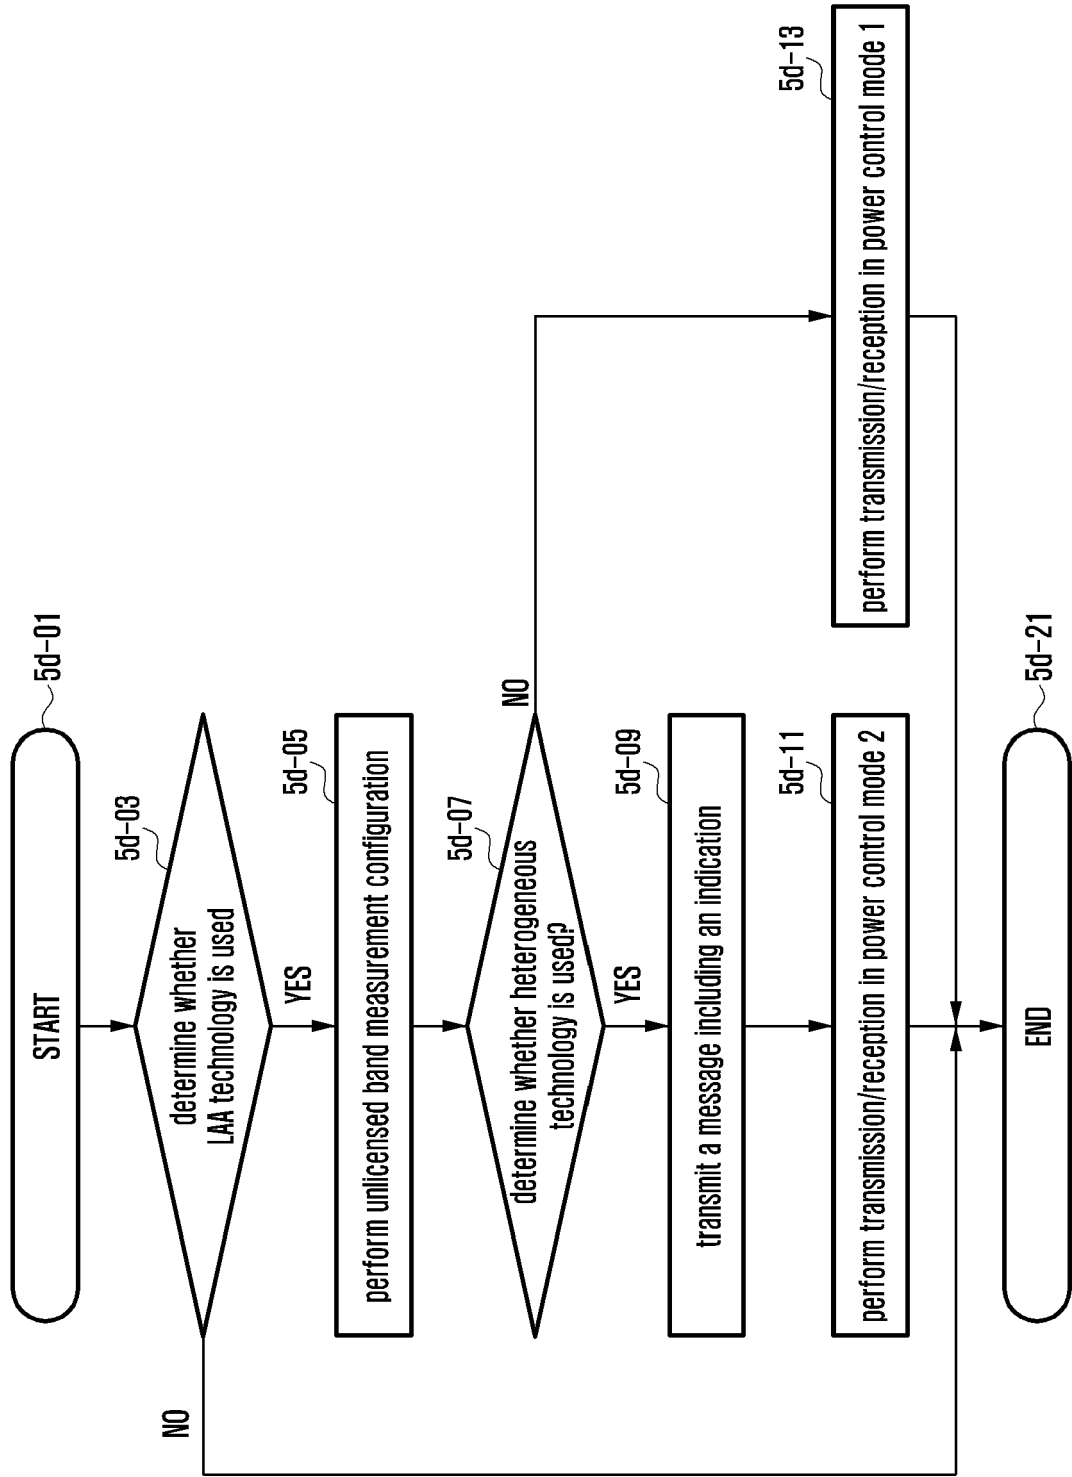 START
5d-01
determine whether
LAA technology is used
5d-03
NO
YES
perform unlicensed band measurement configuration
5d-05
determine whether heterogeneous
technology is used?
5d-07
NO
YES
transmit a message including an indication
5d-09
perform transmission/reception in power control mode 2
5d-11
perform transmission/reception in power control mode 1
5d-13
END
5d-21